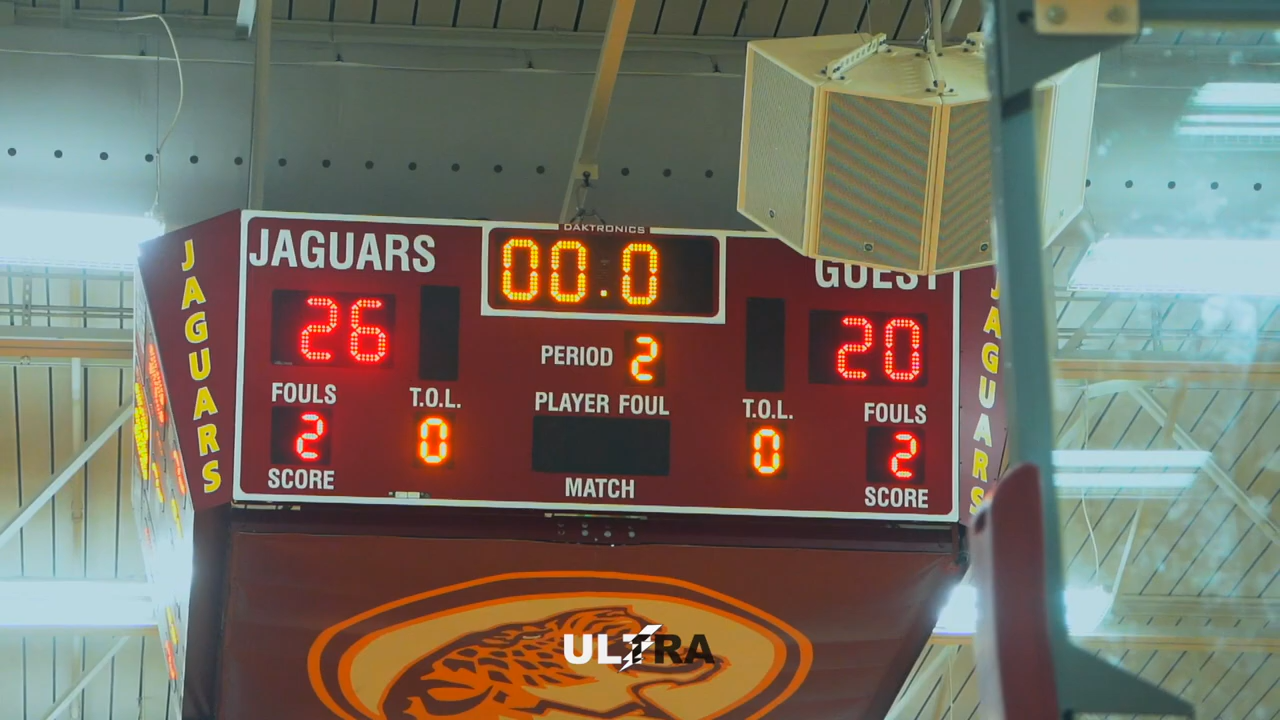 DAKTRONICS
JAGUARS
00.0
GUEST
26
20
PERIOD 2
FOULS
T.O.L.
PLAYER FOUL
T.O.L.
FOULS
2
0
0
2
SCORE
MATCH
SCORE
JAGUARS
JAGUARS
ULTRA